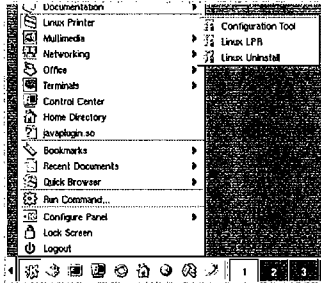 Documentation
Linux Printer
Multimedia
Networking
Office
Terminals
Control Center
Home Directory
javaplugin.so
Bookmarks
Recent Documents
Quick Browser
Run Command...
Configure Panel
Lock Screen
Logout
Configuration Tool
Linux LPR
Linux Uninstall
1 2 3